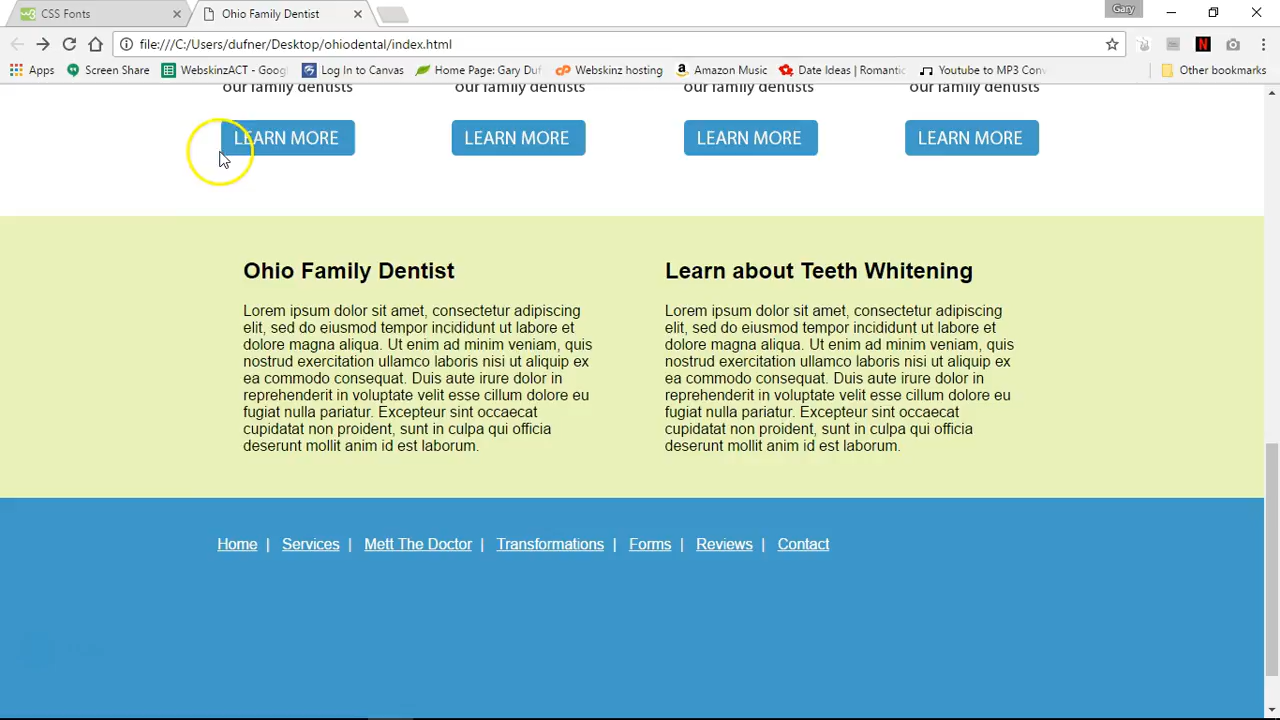 CSS Fonts
Ohio Family Dentist
Gary
file:///C:/Users/dufner/Desktop/ohiodental/index.html
Apps
Screen Share
WebskinzACT - Goog
Log In to Canvas
Home Page: Gary Duf
Webskinz hosting
Amazon Music
Date Ideas | Romantic
Youtube to MP3 Conv
Other bookmarks
our family dentists our family dentists our family dentists our family dentists
LEARN MORE LEARN MORE LEARN MORE LEARN MORE
Ohio Family Dentist
Lorem ipsum dolor sit amet, consectetur adipiscing
elit, sed do eiusmod tempor incididunt ut labore et
dolore magna aliqua. Ut enim ad minim veniam, quis
nostrud exercitation ullamco laboris nisi ut aliquip ex
ea commodo consequat. Duis aute irure dolor in
reprehenderit in voluptate velit esse cillum dolore eu
fugiat nulla pariatur. Excepteur sint occaecat
cupidatat non proident, sunt in culpa qui officia
deserunt mollit anim id est laborum.
Learn about Teeth Whitening
Lorem ipsum dolor sit amet, consectetur adipiscing
elit, sed do eiusmod tempor incididunt ut labore et
dolore magna aliqua. Ut enim ad minim veniam, quis
nostrud exercitation ullamco laboris nisi ut aliquip ex
ea commodo consequat. Duis aute irure dolor in
reprehenderit in voluptate velit esse cillum dolore eu
fugiat nulla pariatur. Excepteur sint occaecat
cupidatat non proident, sunt in culpa qui officia
deserunt mollit anim id est laborum.
Home | Services | Mett The Doctor | Transformations | Forms | Reviews | Contact